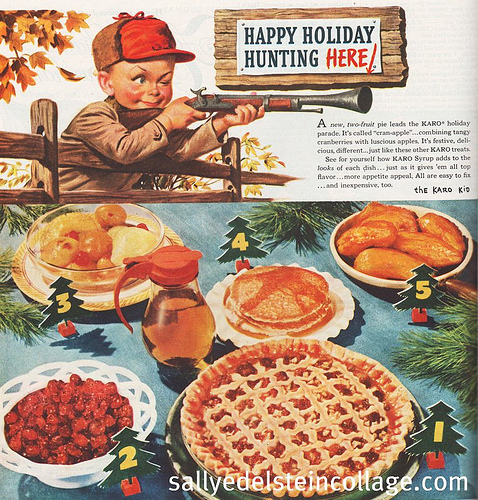 HAPPY HOLIDAY
HUNTING HERE!
A new, two-fruit pie leads the KARO* holiday
parade. It's called "cran-apple"...combining tangy
cranberries with luscious apples. It's festive, deli-
cious, different...just like these other KARO treats.
See for yourself how KARO Syrup adds to the
looks of each dish...just as it gives 'em all top
flavor...more appetite appeal. All are easy to fix
...and inexpensive, too.
the KARO KID
4
5
3
2
1
sallyedelsteincollage.com